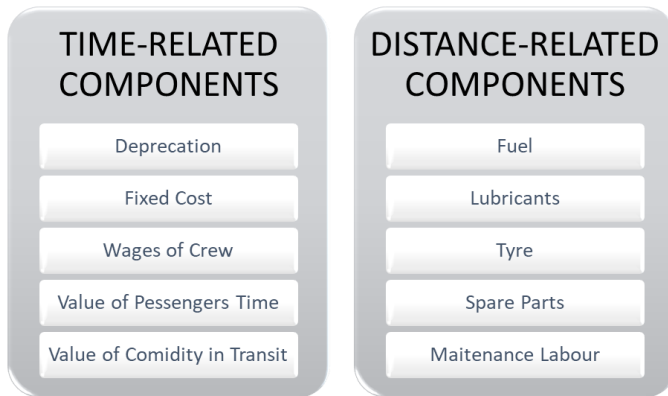 TIME-RELATED
COMPONENTS
Deprecation
Fixed Cost
Wages of Crew
Value of Pessengers Time
Value of Comidity in Transit
DISTANCE-RELATED
COMPONENTS
Fuel
Lubricants
Tyre
Spare Parts
Maitenance Labour